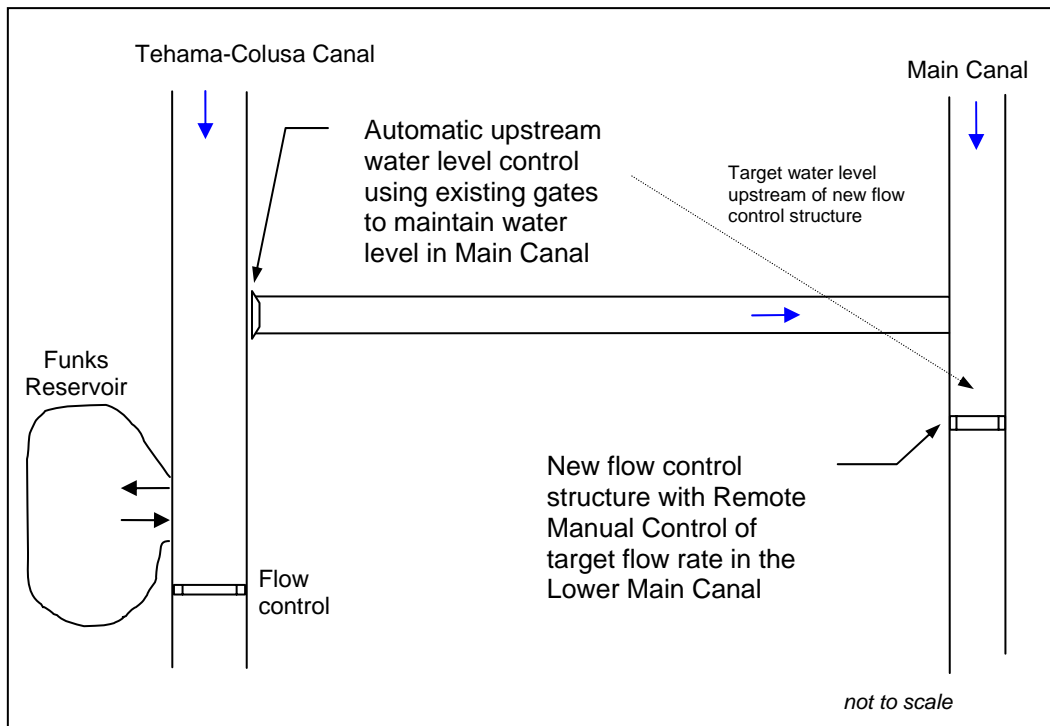 Tehama-Colusa Canal
Main Canal
Automatic upstream
water level control
using existing gates
to maintain water
level in Main Canal
Target water level
upstream of new flow
control structure
Funks
Reservoir
New flow control
structure with Remote
Manual Control of
target flow rate in the
Lower Main Canal
Flow
control
not to scale